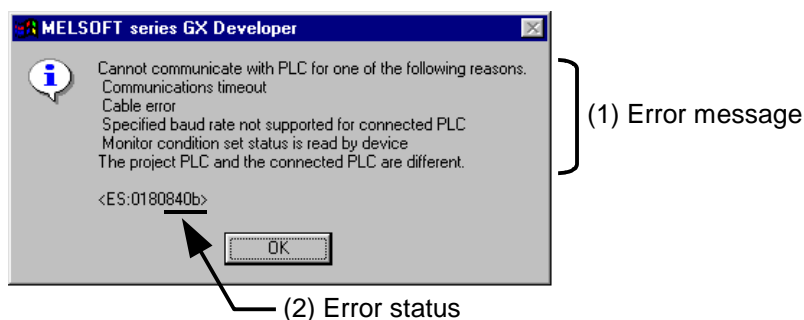 MELSOFT series GX Developer
Cannot communicate with PLC for one of the following reasons.
Communications timeout
Cable error
Specified baud rate not supported for connected PLC
Monitor condition set status is read by device
The project PLC and the connected PLC are different.
(1) Error message
<ES:0180840b>
OK
(2) Error status